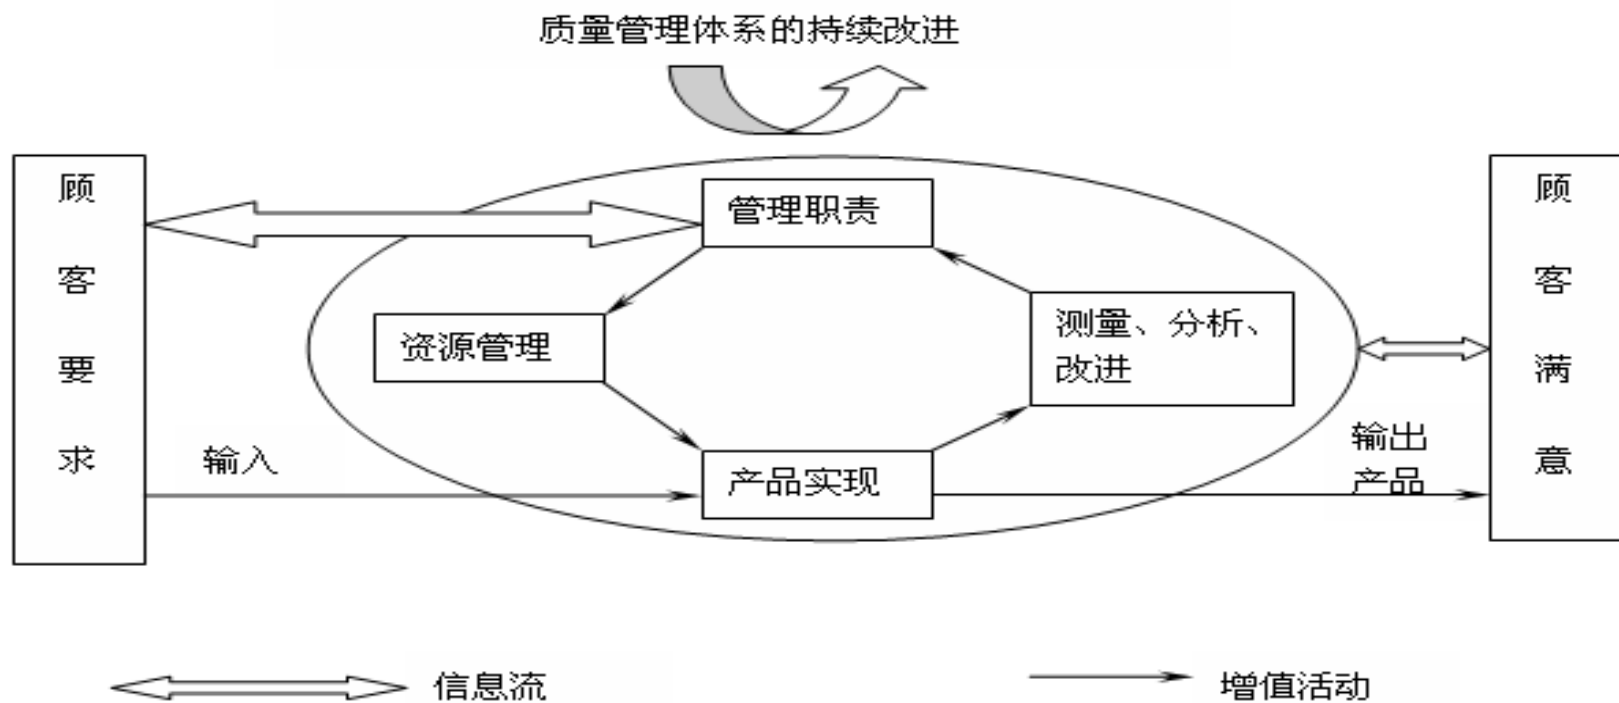 质量管理体系的持续改进
顾客要求
管理职责
顾客满意
资源管理
测量、分析、
改进
输入
产品实现
输出
产品
信息流
增值活动